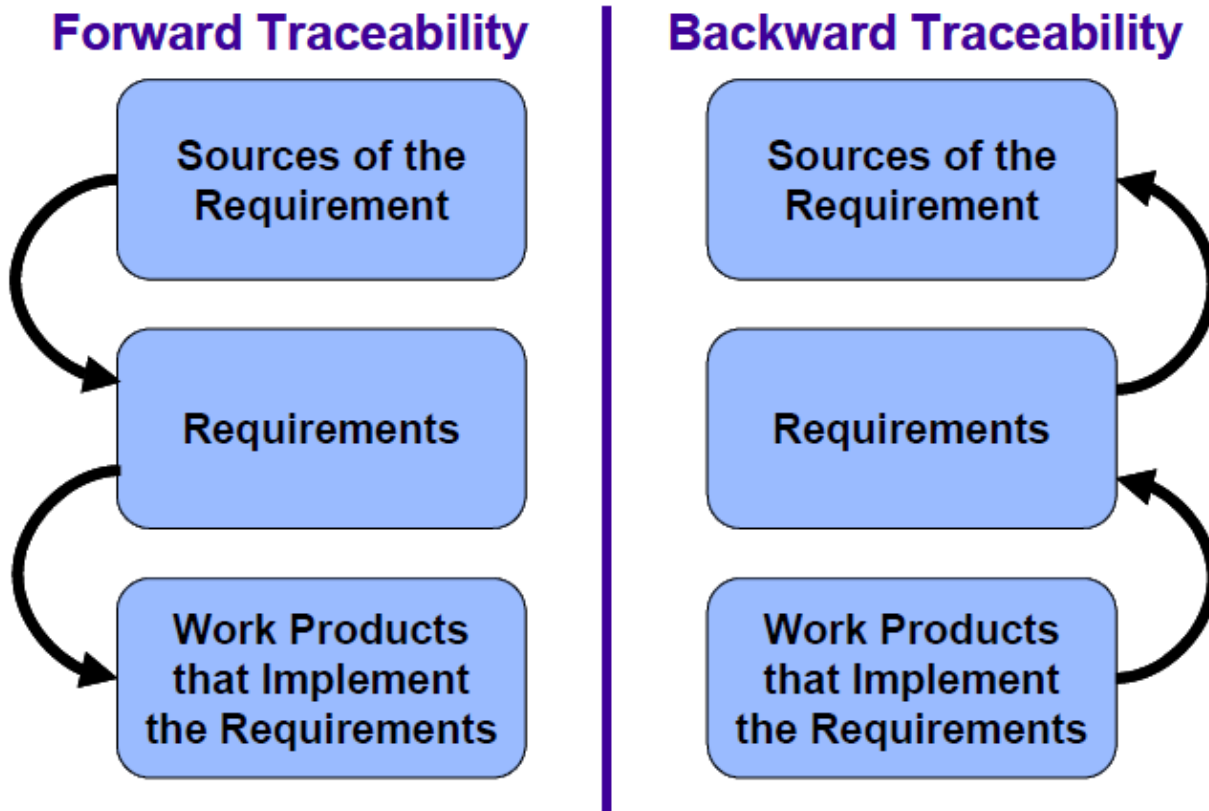 Forward Traceability
Sources of the
Requirement
Requirements
Work Products
that Implement
the Requirements
Backward Traceability
Sources of the
Requirement
Requirements
Work Products
that Implement
the Requirements